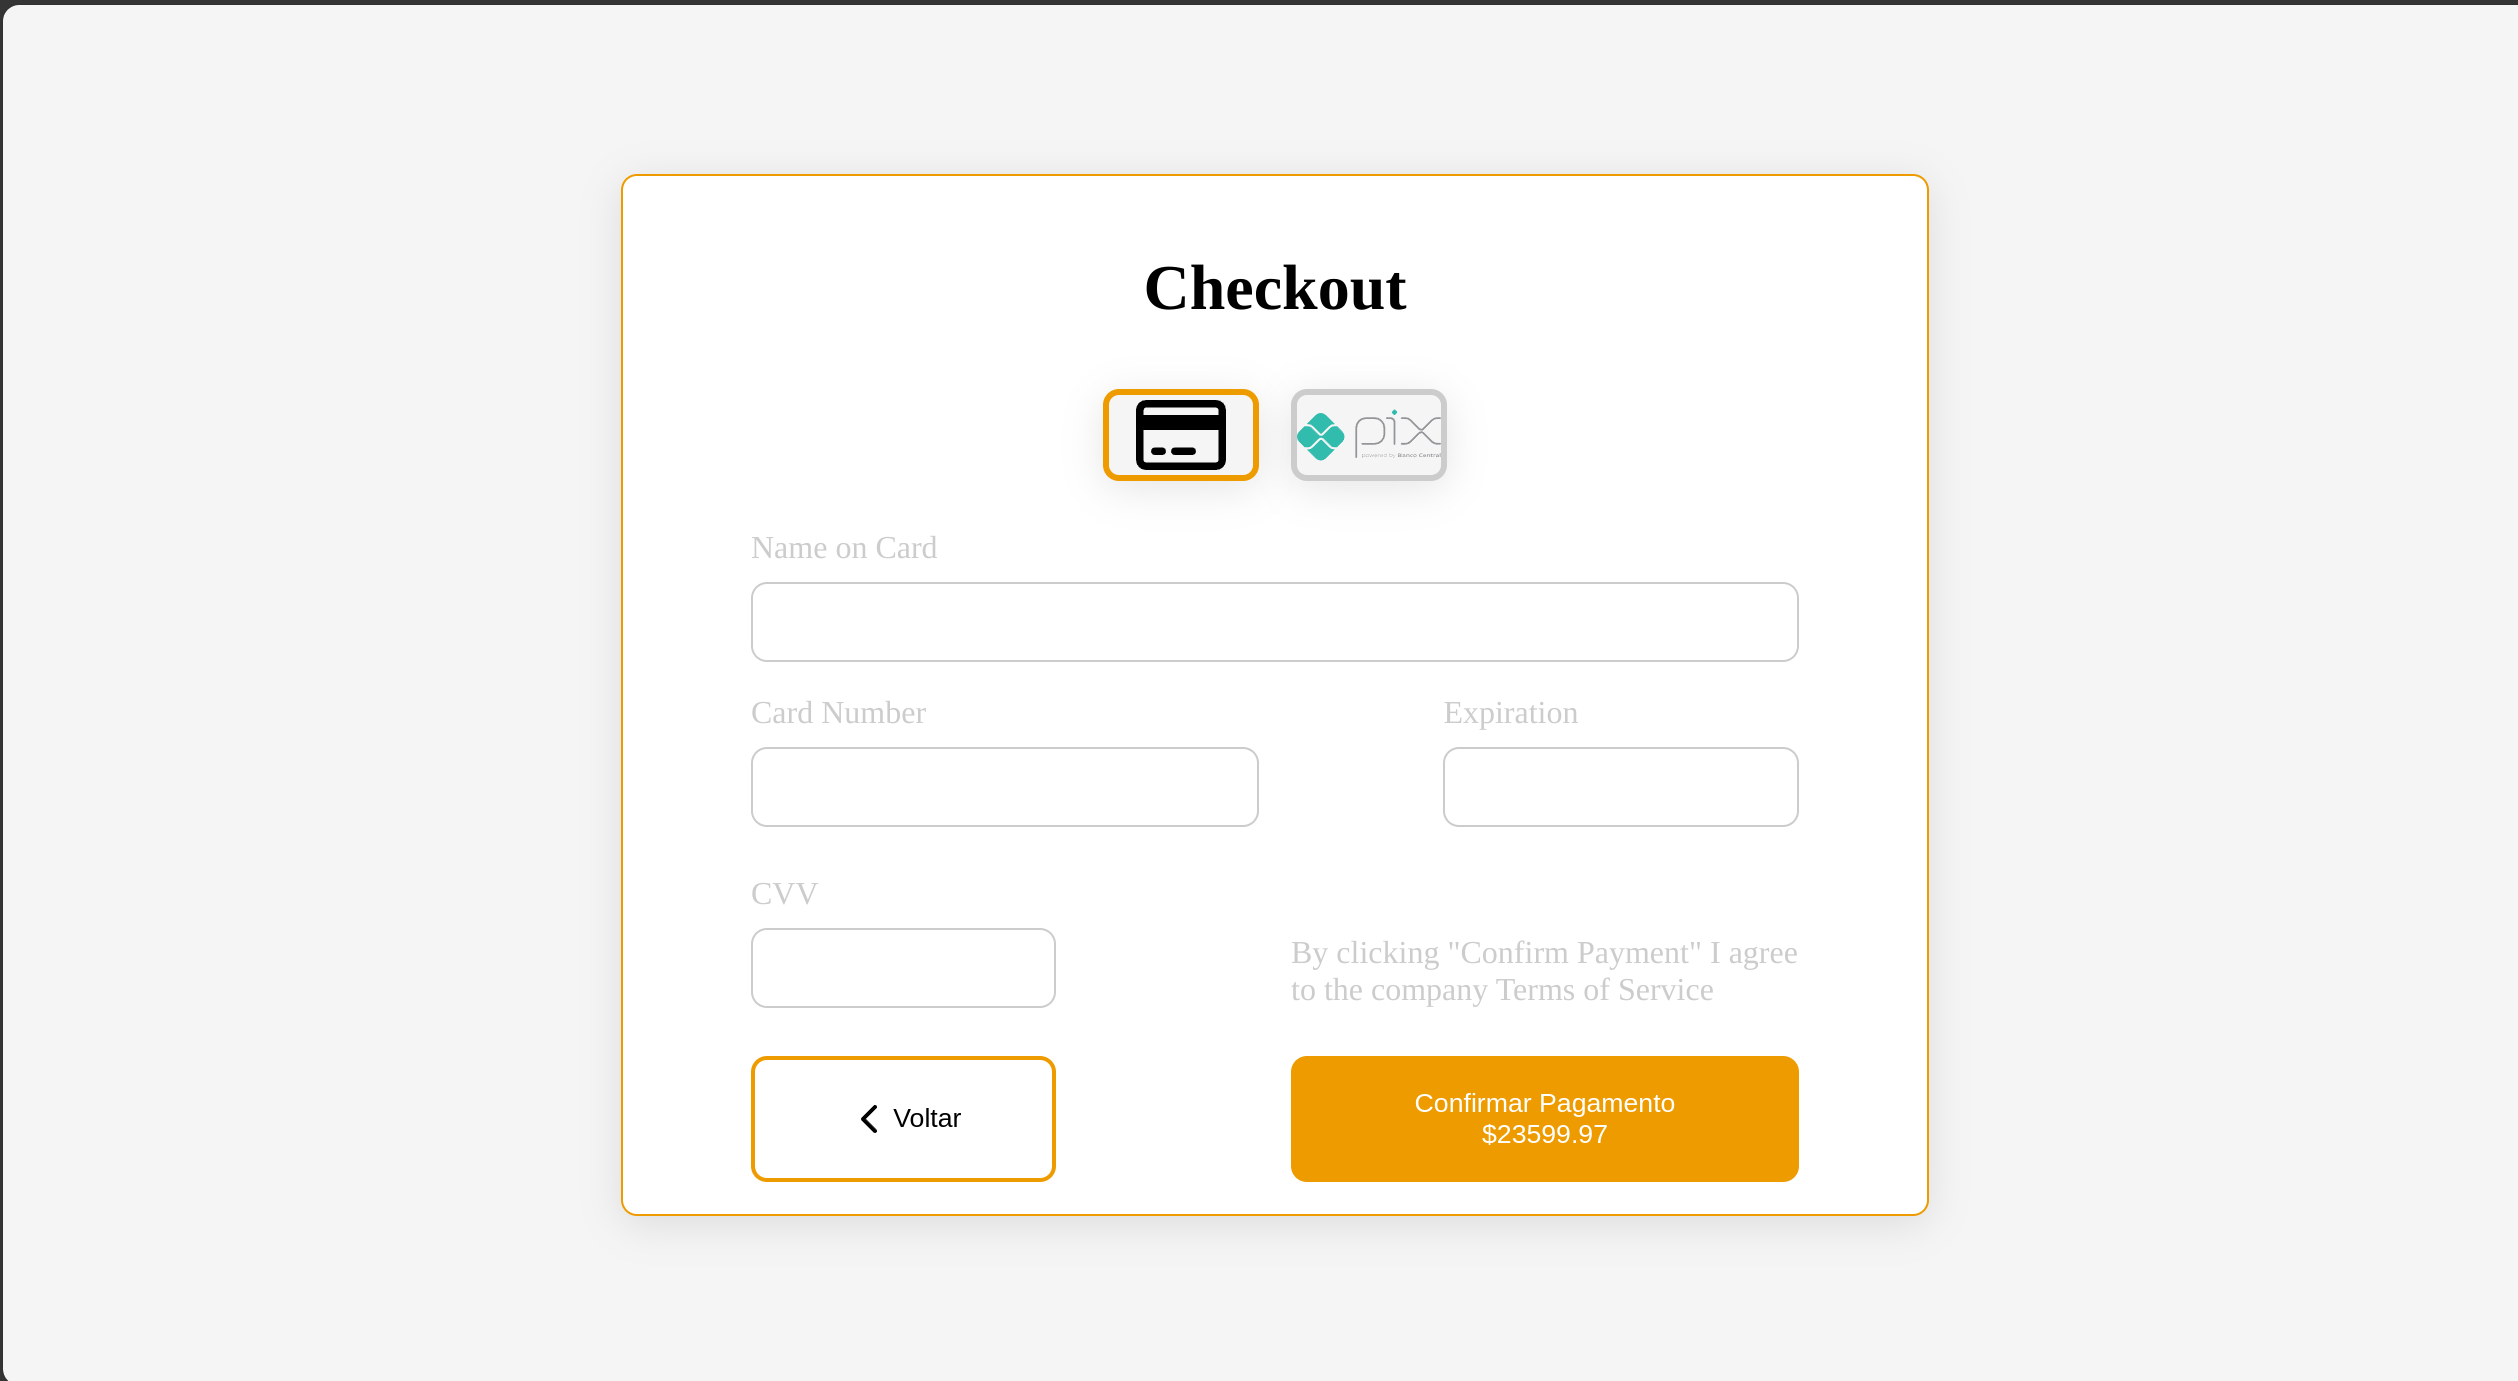 Checkout
pix
powered by Banco Central
Name on Card
Card Number
Expiration
CVV
By clicking "Confirm Payment" I agree
to the company Terms of Service
Voltar
Confirmar Pagamento
$23599.97